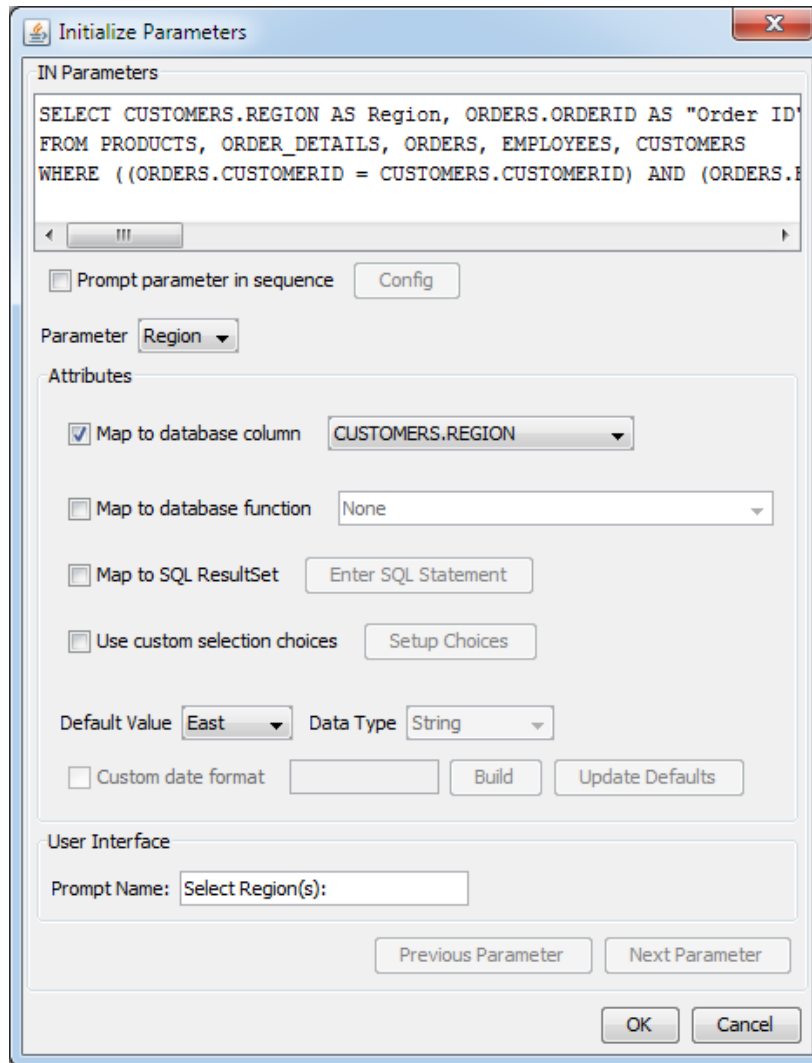 Initialize Parameters
IN Parameters
SELECT CUSTOMERS.REGION AS Region, ORDERS.ORDERID AS "Order ID"
FROM PRODUCTS, ORDER_DETAILS, ORDERS, EMPLOYEES, CUSTOMERS
WHERE ((ORDERS.CUSTOMERID = CUSTOMERS.CUSTOMERID) AND (ORDERS.
Prompt parameter in sequence Config
Parameter Region
Attributes
Map to database column CUSTOMERS.REGION
Map to database function None
Map to SQL ResultSet Enter SQL Statement
Use custom selection choices Setup Choices
Default Value East Data Type String
Custom date format Build Update Defaults
User Interface
Prompt Name: Select Region(s):
Previous Parameter Next Parameter
OK Cancel